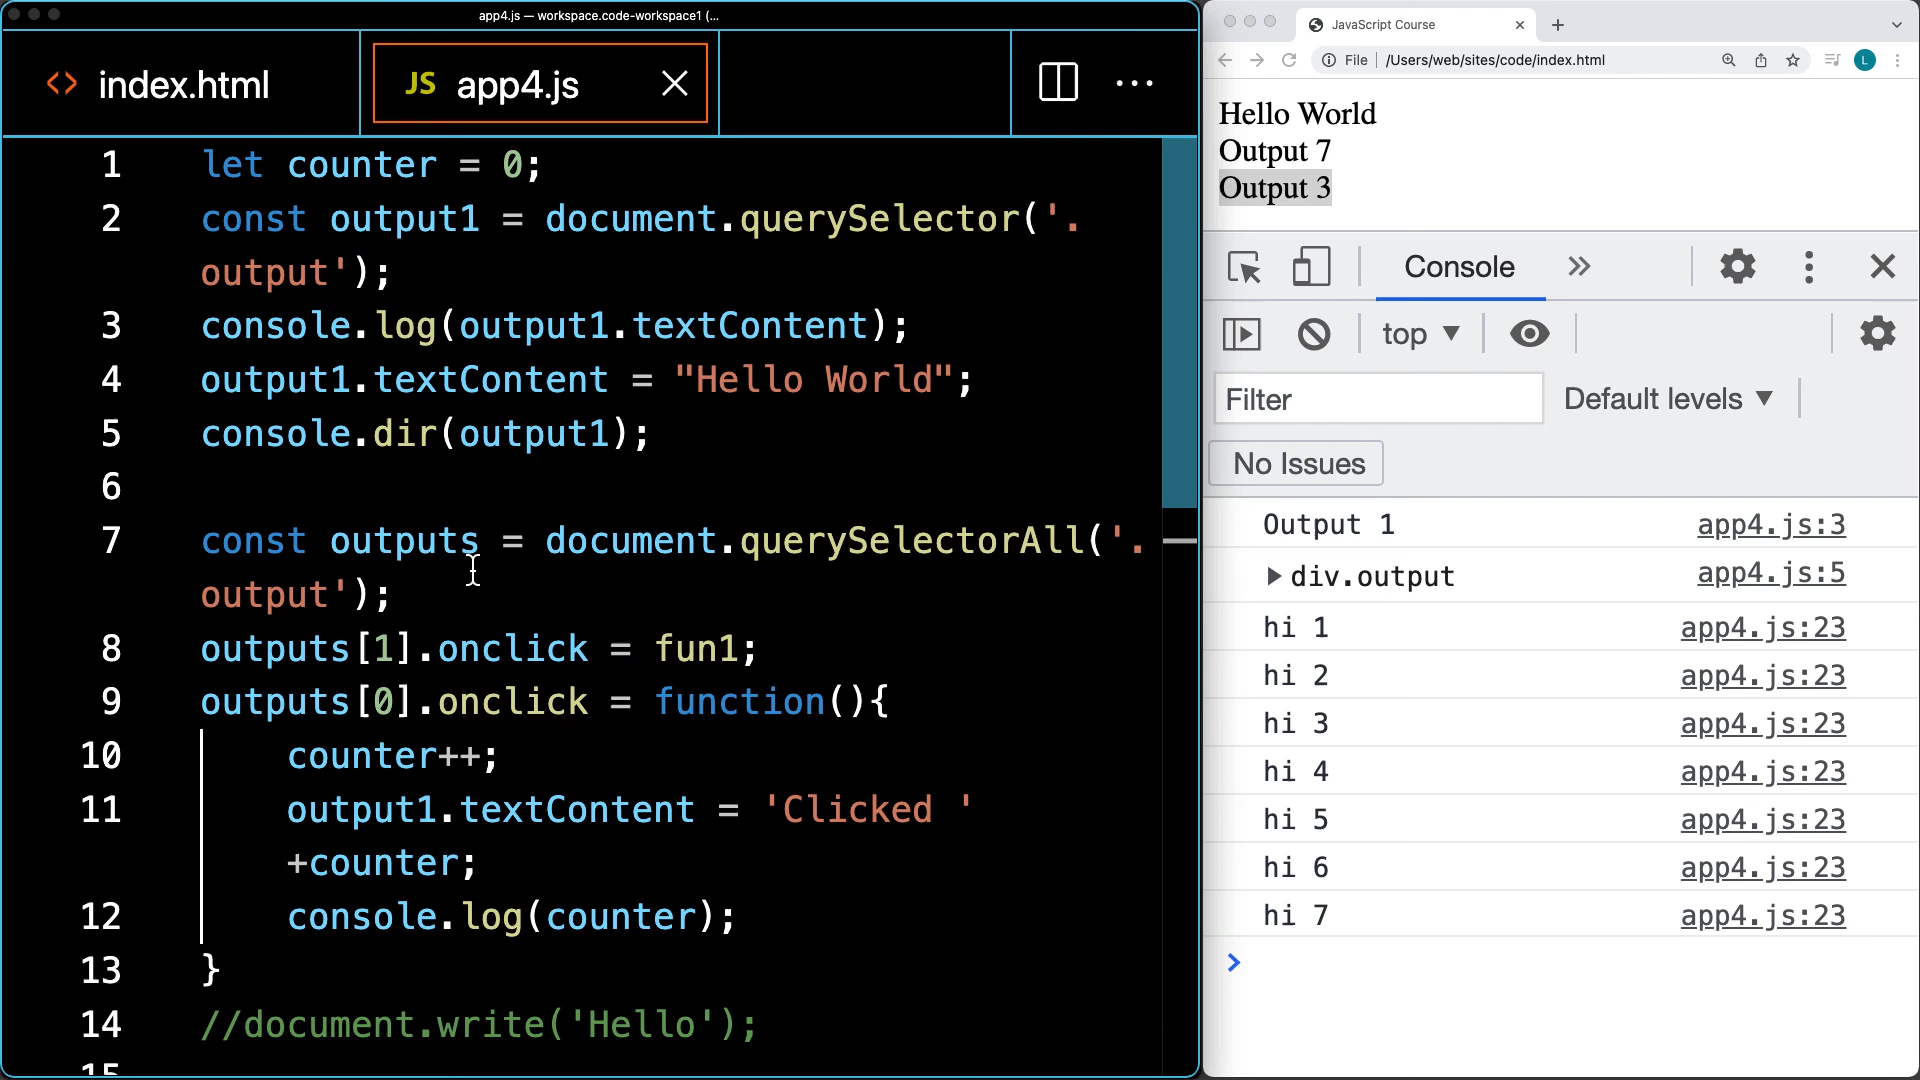 app4.js — workspace.code-workspace1 (...
index.html
JS app4.js
1 let counter = 0;
2 const output1 = document.querySelector('.
output');
3 console.log(output1.textContent);
4 output1.textContent = "Hello World";
5 console.dir(output1);
6
7 const outputs = document.querySelectorAll('.
output');
8 outputs[1].onclick = fun1;
9 outputs[0].onclick = function(){
10 counter++;
11 output1.textContent = 'Clicked '
+counter;
12 console.log(counter);
13 }
14 //document.write('Hello');
15
JavaScript Course
File /Users/web/sites/code/index.html
L
Hello World
Output 7
Output 3
Console
top
Filter
Default levels
No Issues
Output 1 app4.js:3
div.output app4.js:5
hi 1 app4.js:23
hi 2 app4.js:23
hi 3 app4.js:23
hi 4 app4.js:23
hi 5 app4.js:23
hi 6 app4.js:23
hi 7 app4.js:23